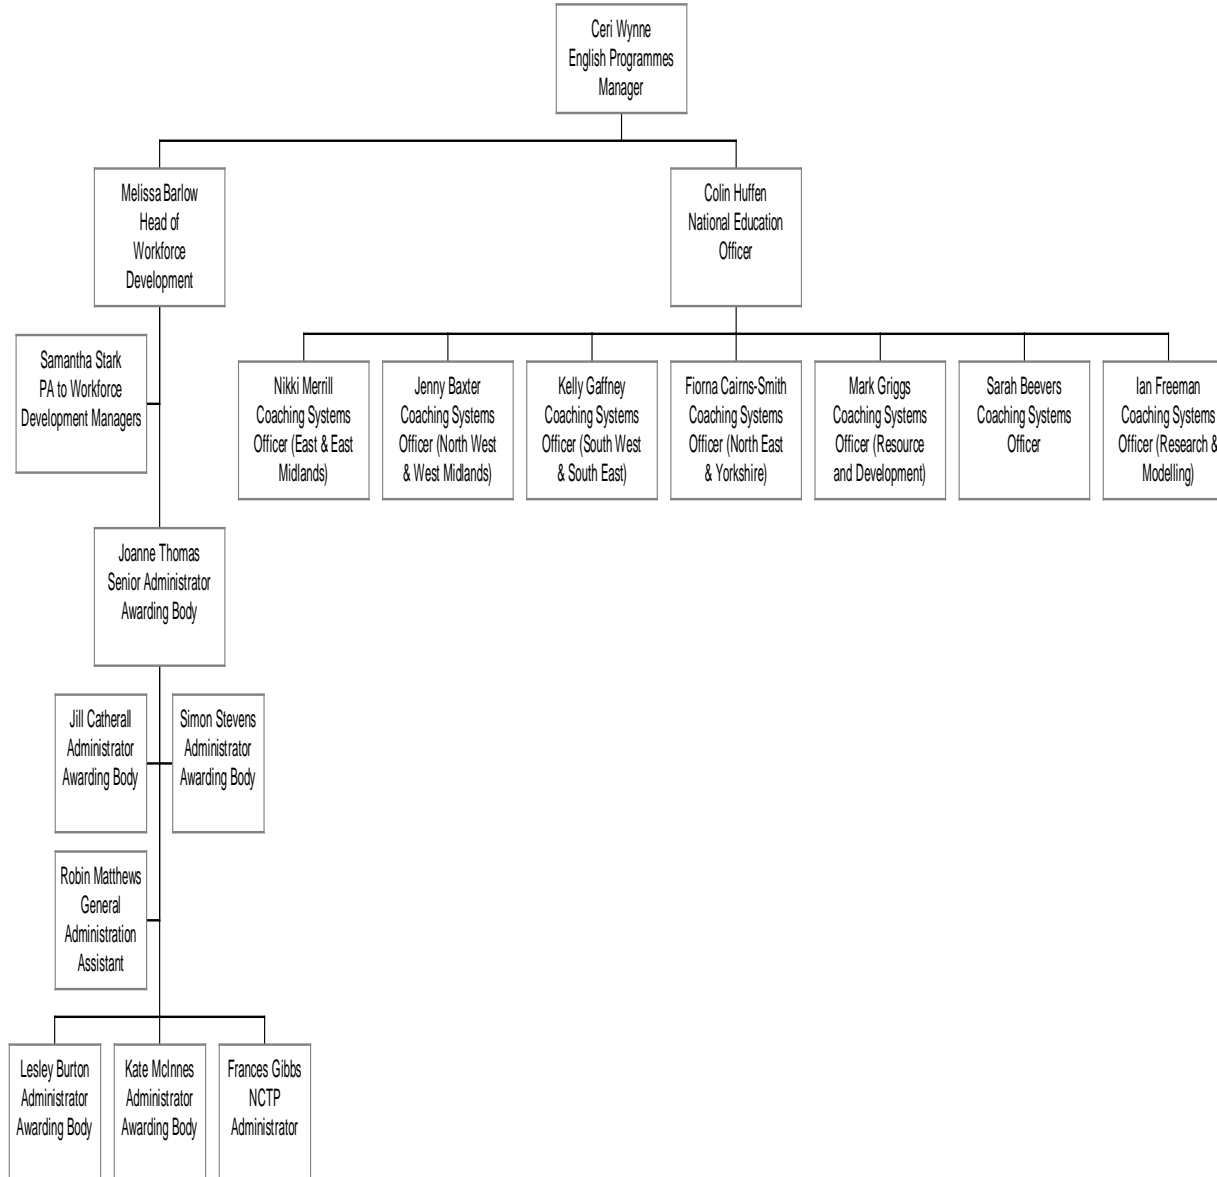 Ceri Wynne
English Programmes
Manager
Melissa Barlow
Head of
Workforce
Development
Colin Huffen
National Education
Officer
Samantha Stark
PA to Workforce
Development Managers
Nikki Merrill
Coaching Systems
Officer (East & East
Midlands)
Jenny Baxter
Coaching Systems
Officer (North West
& West Midlands)
Kelly Gaffney
Coaching Systems
Officer (South West
& South East)
Fiorna Cairns-Smith
Coaching Systems
Officer (North East
& Yorkshire)
Mark Griggs
Coaching Systems
Officer (Resource
and Development)
Sarah Beevers
Coaching Systems
Officer
Ian Freeman
Coaching Systems
Officer (Research &
Modelling)
Joanne Thomas
Senior Administrator
Awarding Body
Jill Catherall
Administrator
Awarding Body
Simon Stevens
Administrator
Awarding Body
Robin Matthews
General
Administration
Assistant
Lesley Burton
Administrator
Awarding Body
Kate McInnes
Administrator
Awarding Body
Frances Gibbs
NCTP
Administrator